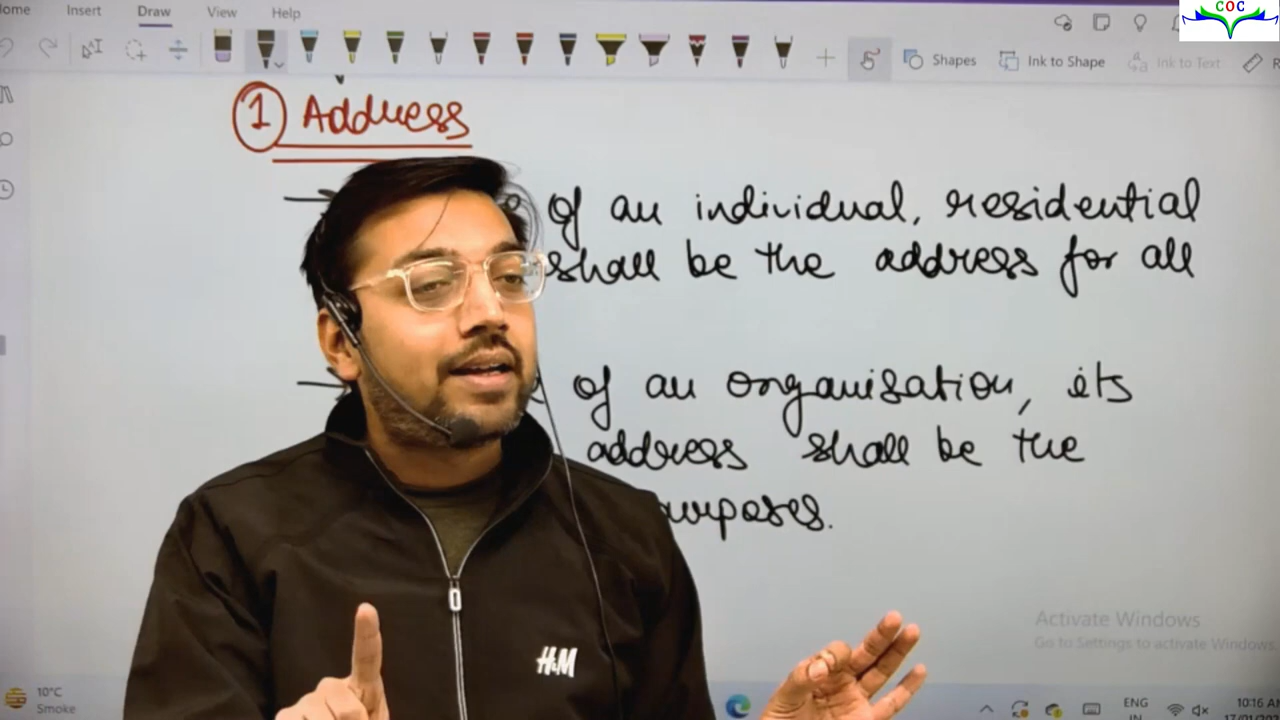 ome Insert Draw View Help
COC
Shapes Ink to Shape Ink to Text
1 Address
of an individual, residential
shall be the address for all
of an organisation, its
address shall be the
purposes.
H&M
Activate Windows
Go to Settings to activate Windows
10°C
Smoke
ENG
IN
10:16 AM